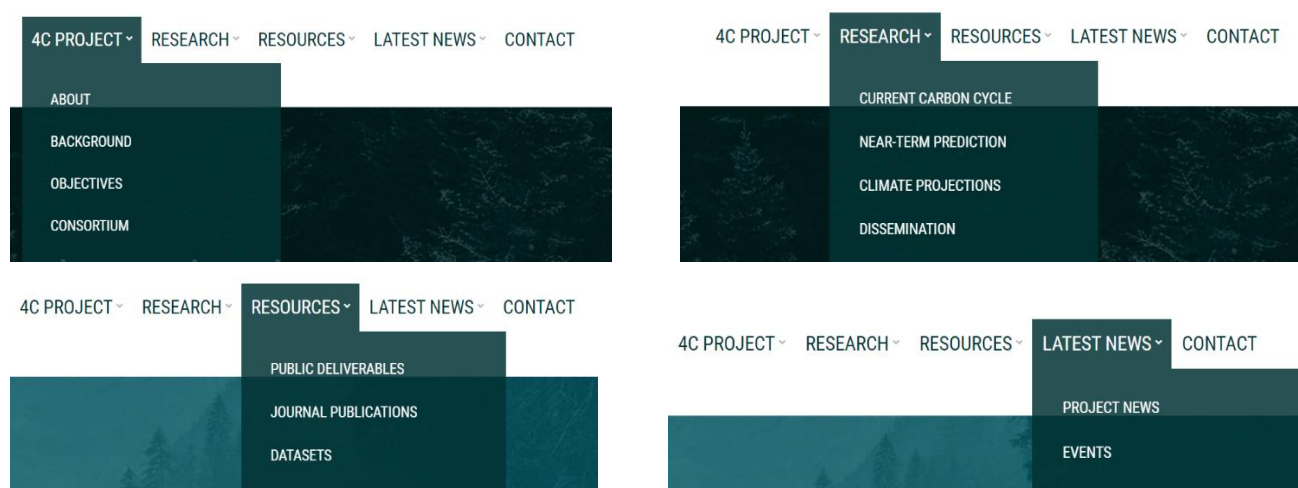 4C PROJECT RESEARCH RESOURCES LATEST NEWS CONTACT
ABOUT
BACKGROUND
OBJECTIVES
CONSORTIUM
4C PROJECT RESEARCH RESOURCES LATEST NEWS CONTACT
CURRENT CARBON CYCLE
NEAR-TERM PREDICTION
CLIMATE PROJECTIONS
DISSEMINATION
4C PROJECT RESEARCH RESOURCES LATEST NEWS CONTACT
PUBLIC DELIVERABLES
JOURNAL PUBLICATIONS
DATASETS
4C PROJECT RESEARCH RESOURCES LATEST NEWS CONTACT
PROJECT NEWS
EVENTS